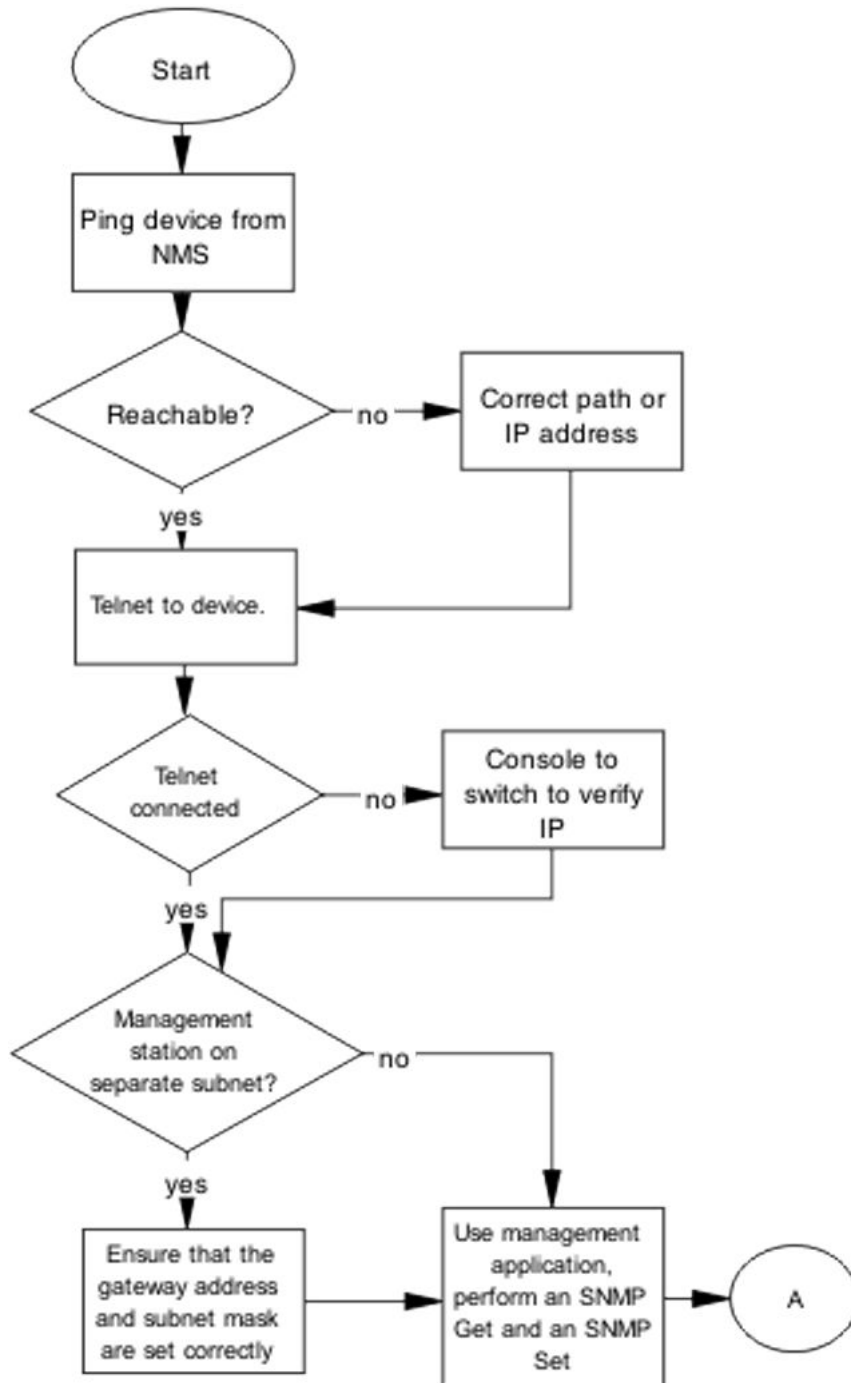 Start
Ping device from
NMS
Reachable?
no
Correct path or
IP address
yes
Telnet to device.
Telnet
connected
no
Console to
switch to verify
IP
yes
Management
station on
separate subnet?
no
yes
Ensure that the
gateway address
and subnet mask
are set correctly
Use management
application,
perform an SNMP
Get and an SNMP
Set
A